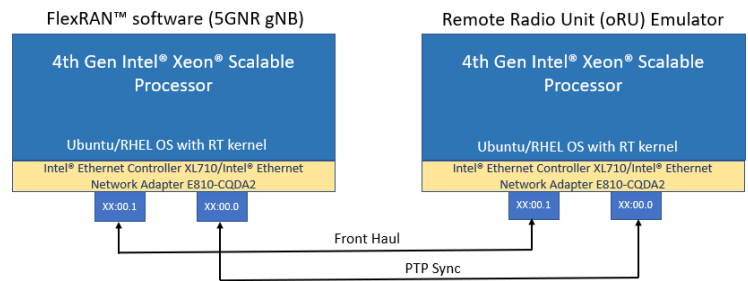 FlexRAN™ software (5GNR gNB)
Remote Radio Unit (oRU) Emulator
4th Gen Intel® Xeon® Scalable
Processor
4th Gen Intel® Xeon® Scalable
Processor
Ubuntu/RHEL OS with RT kernel
Ubuntu/RHEL OS with RT kernel
Intel® Ethernet Controller XL710/Intel® Ethernet
Network Adapter E810-CQDA2
Intel® Ethernet Controller XL710/Intel® Ethernet
Network Adapter E810-CQDA2
XX:00.1
XX:00.0
XX:00.1
XX:00.0
Front Haul
PTP Sync